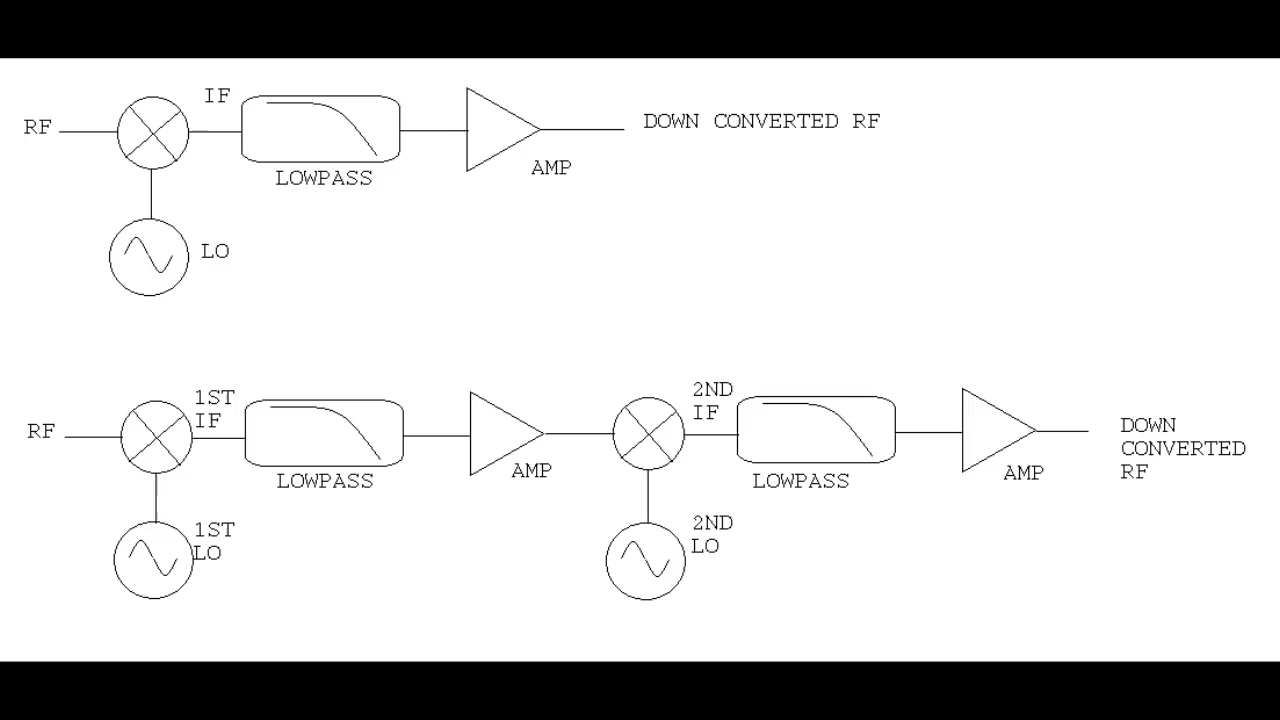 RF
IF
LOWPASS
AMP
DOWN CONVERTED RF
LO
RF
1ST
IF
LOWPASS
AMP
1ST
LO
2ND
IF
LOWPASS
AMP
2ND
LO
DOWN
CONVERTED
RF